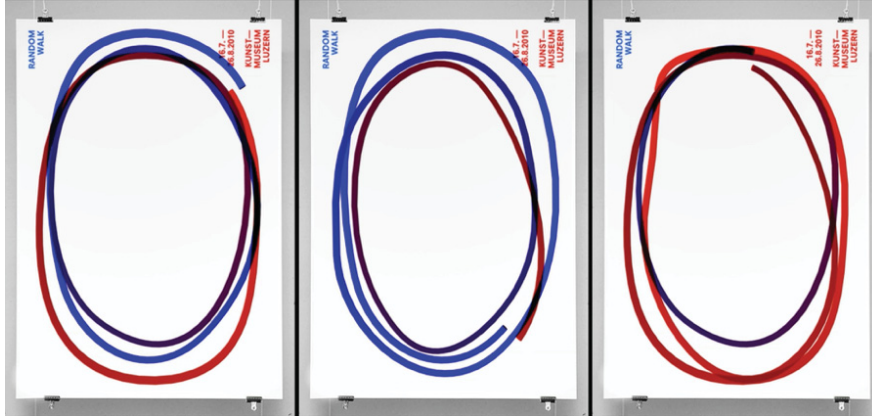 RANDOM
WALK
16.7.—
26.8.2010
KUNST—
MUSEUM
LUZERN
RANDOM
WALK
16.7.—
26.8.2010
KUNST—
MUSEUM
LUZERN
RANDOM
WALK
16.7.—
26.8.2010
KUNST—
MUSEUM
LUZERN